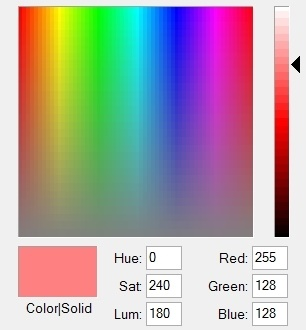 Hue: 0 Red: 255
Sat: 240 Green: 128
Color|Solid
Lum: 180 Blue: 128